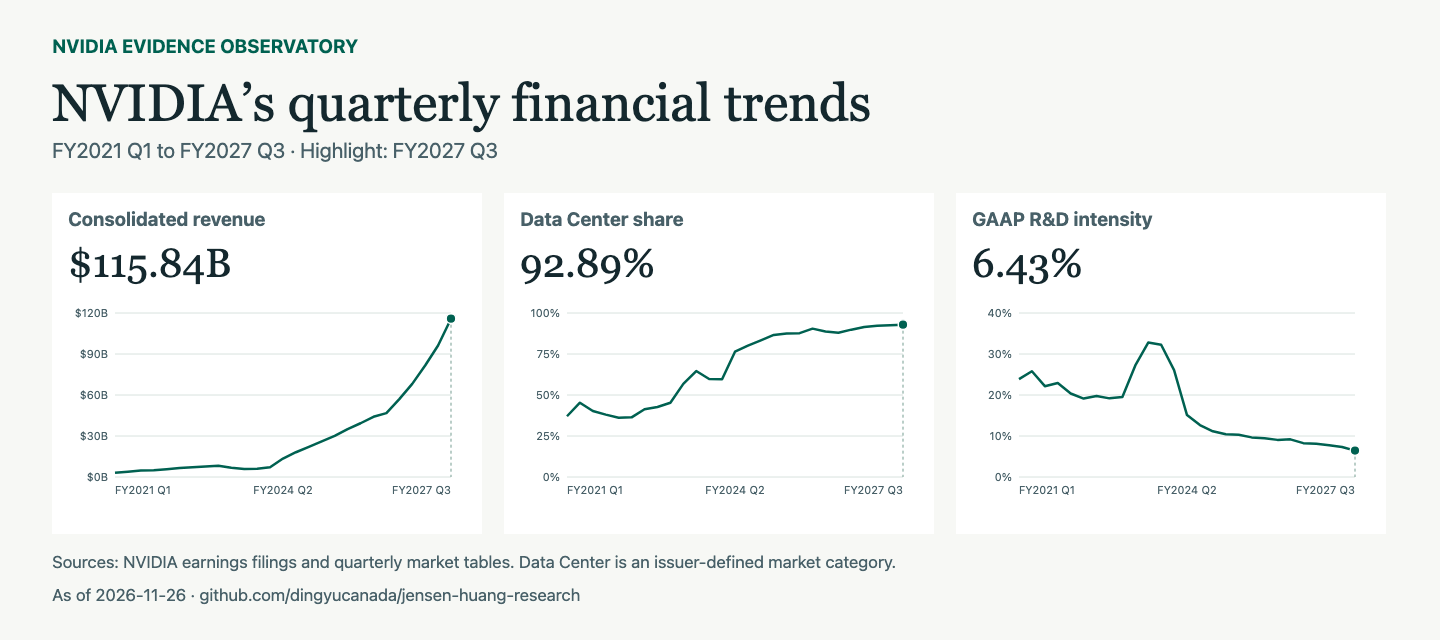 NVIDIA EVIDENCE OBSERVATORY
NVIDIA’s quarterly financial trends
FY2021 Q1 to FY2027 Q3 · Highlight: FY2027 Q3
Consolidated revenue
$115.84B
$120B
$90B
$60B
$30B
$0B
FY2021 Q1
FY2024 Q2
FY2027 Q3
Data Center share
92.89%
100%
75%
50%
25%
0%
FY2021 Q1
FY2024 Q2
FY2027 Q3
GAAP R&D intensity
6.43%
40%
30%
20%
10%
0%
FY2021 Q1
FY2024 Q2
FY2027 Q3
Sources: NVIDIA earnings filings and quarterly market tables. Data Center is an issuer-defined market category.
As of 2026-11-26 · github.com/dingyucanada/jensen-huang-research